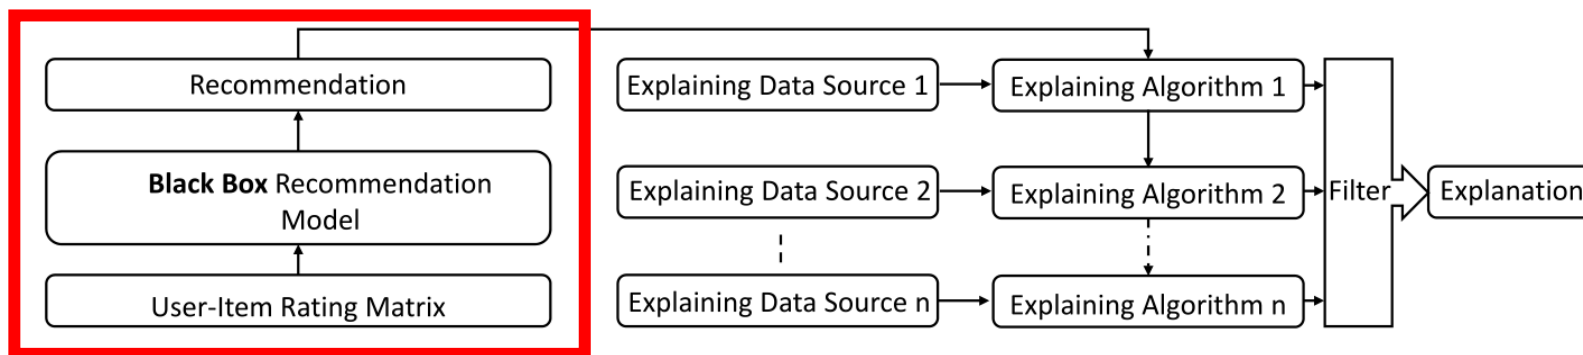 Recommendation
Black Box Recommendation
Model
User-Item Rating Matrix
Explaining Data Source 1
Explaining Algorithm 1
Explaining Data Source 2
Explaining Algorithm 2
Explaining Data Source n
Explaining Algorithm n
Filter
Explanation